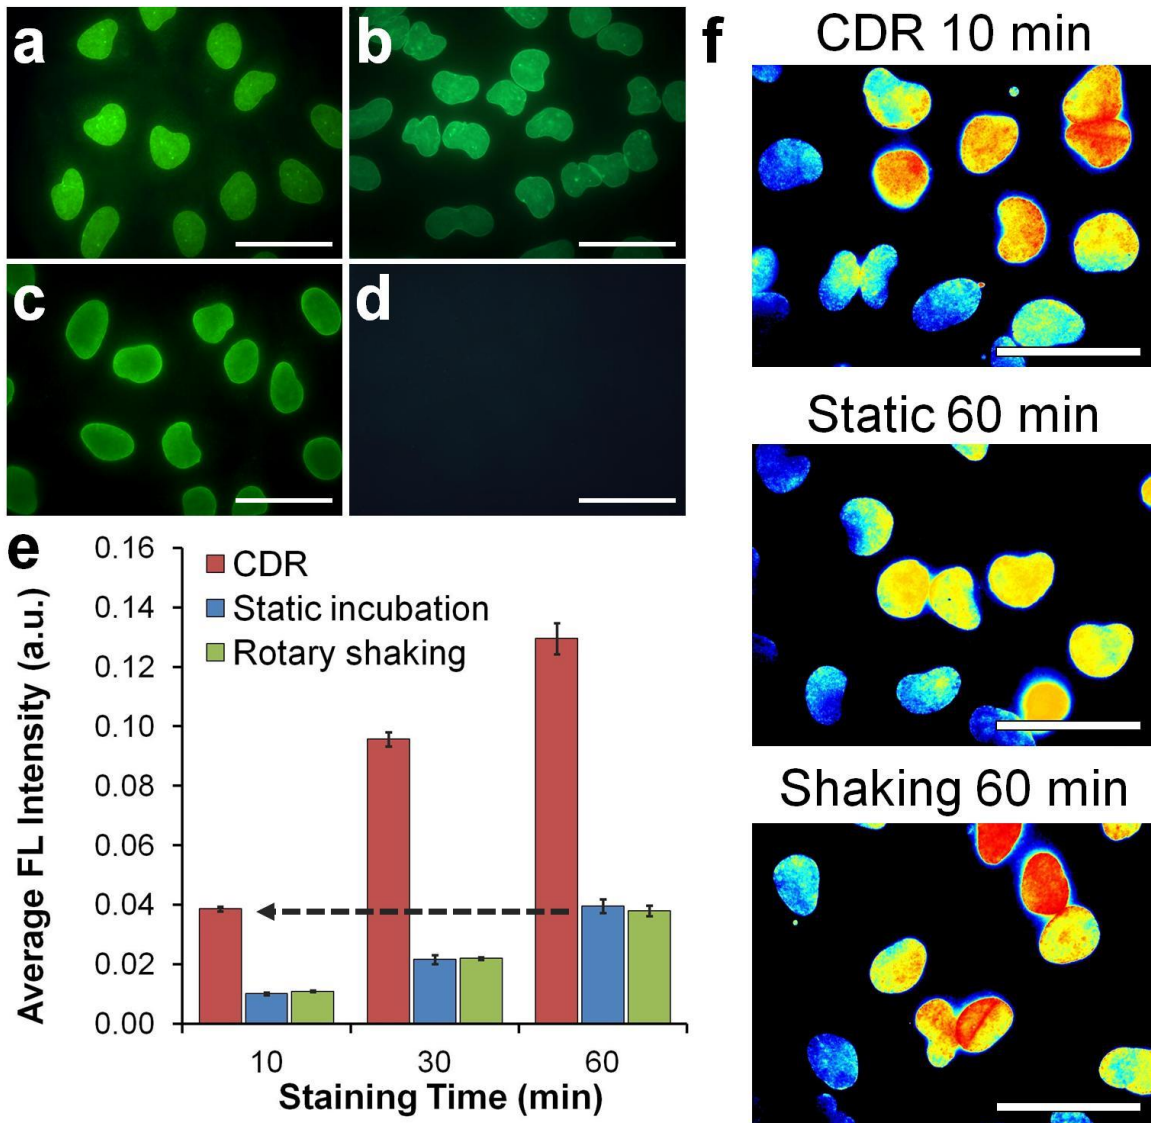 a
b
c
d
e
0.16
0.14
0.12
0.10
0.08
0.06
0.04
0.02
0.00
Average FL Intensity (a.u.)
CDR
Static incubation
Rotary shaking
10
30
60
Staining Time (min)
f
CDR 10 min
Static 60 min
Shaking 60 min